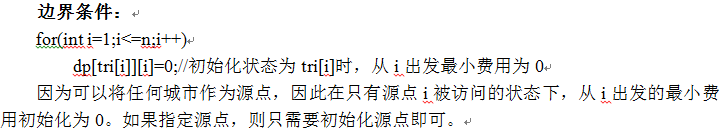 边界条件：
for(int i=1;i<=n;i++)
dp[tri[i]][i]=0;//初始化状态为 tri[i]时，从 i 出发最小费用为 0
因为可以将任何城市作为源点，因此在只有源点 i 被访问的状态下，从 i 出发的最小费
用初始化为 0。如果指定源点，则只需要初始化源点即可。